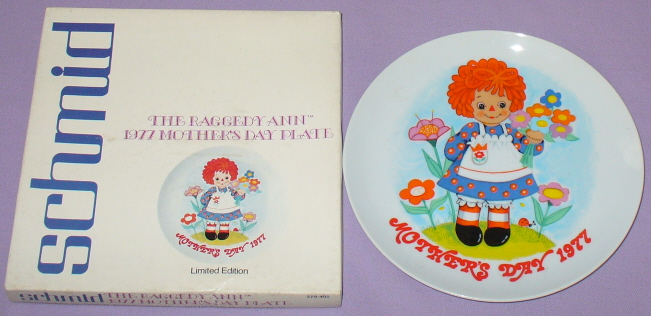 schmid
THE RAGGEDY ANN™
1977 MOTHER'S DAY PLATE
MOTHER'S DAY 1977
Limited Edition
schmid THE RAGGEDY ANN™
1977 MOTHER'S DAY PLATE
MOTHER'S DAY 1977